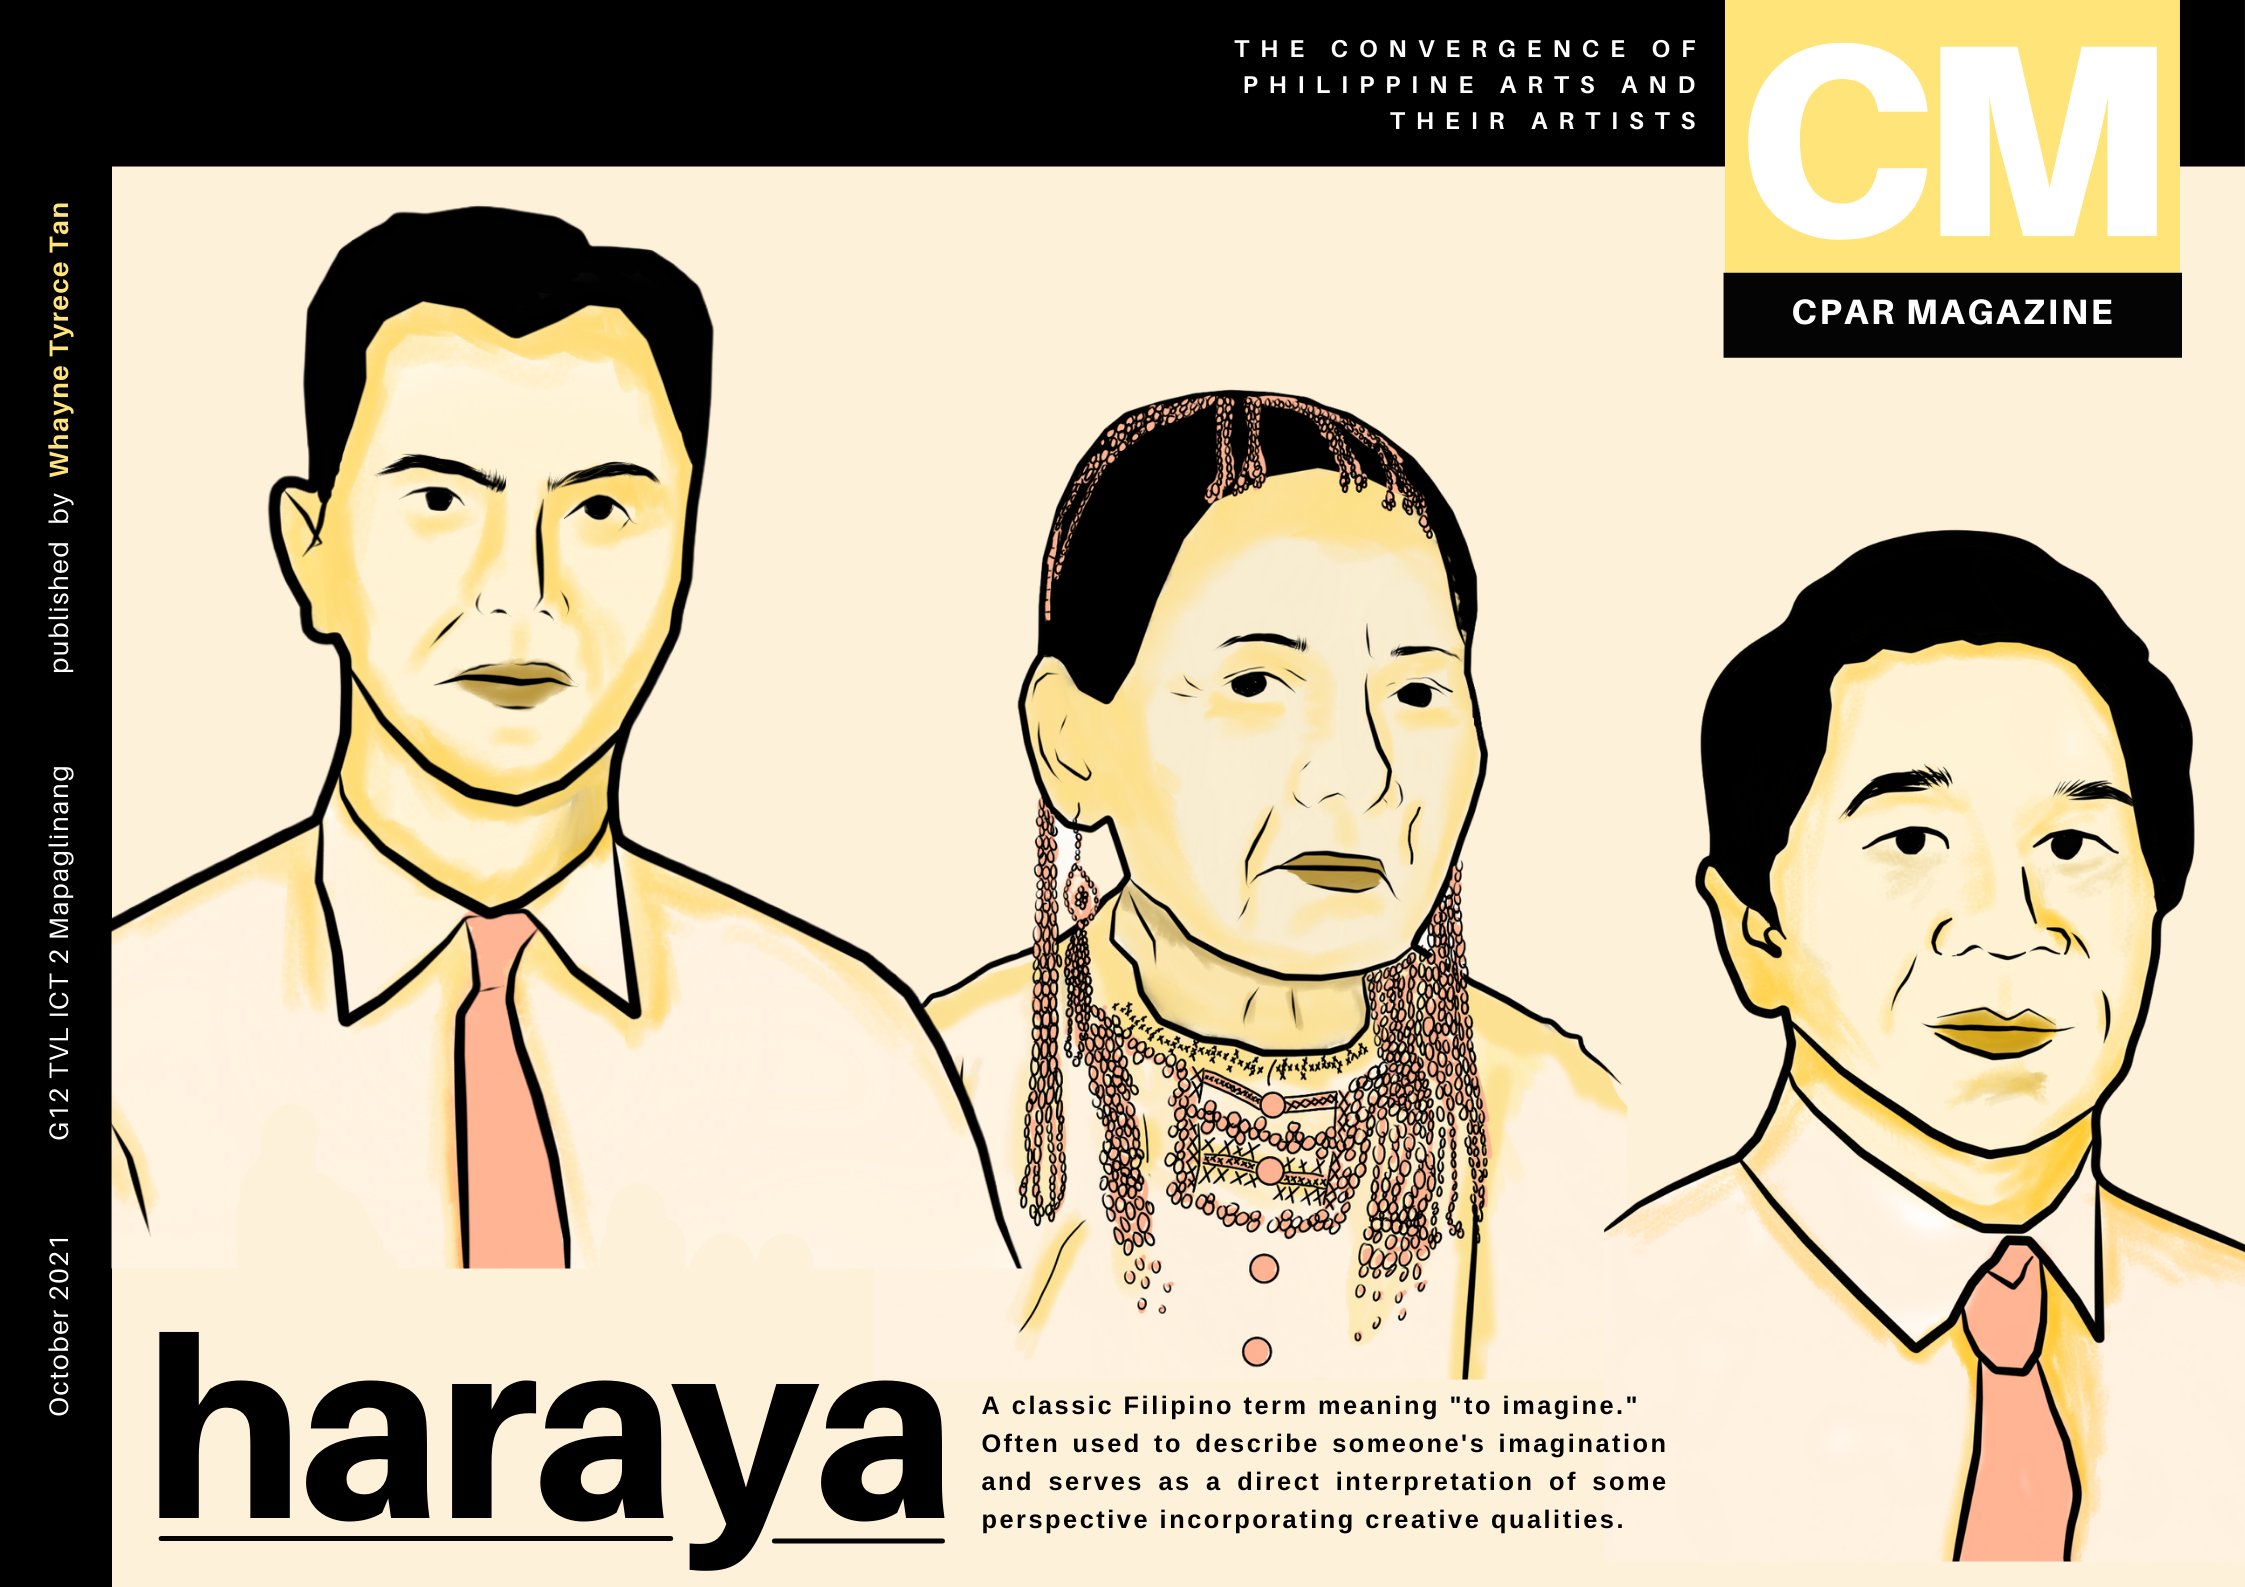 THE CONVERGENCE OF
PHILIPPINE ARTS AND
THEIR ARTISTS
CM
CPAR MAGAZINE
October 2021 G12 TVL ICT 2 Mapaglinang published by Whayne Tyrece Tan
haraya
A classic Filipino term meaning "to imagine."
Often used to describe someone's imagination
and serves as a direct interpretation of some
perspective incorporating creative qualities.